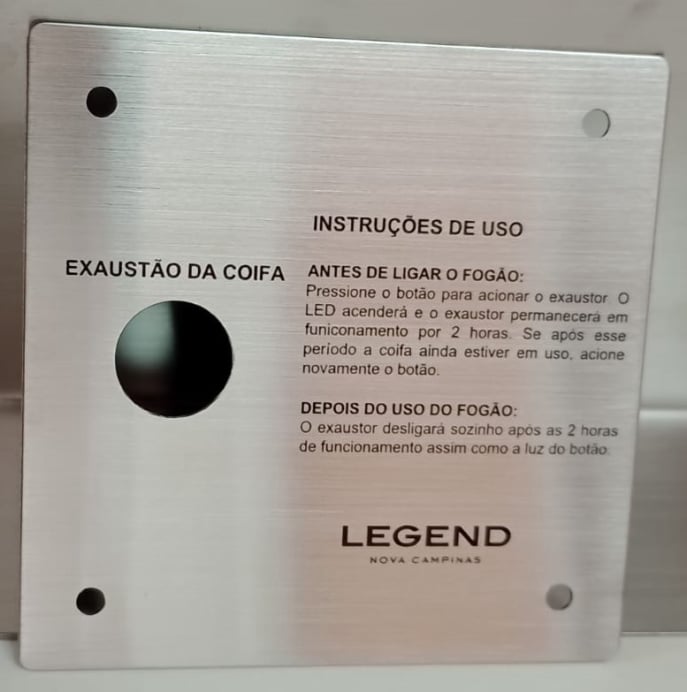 INSTRUÇÕES DE USO
EXAUSTÃO DA COIFA
ANTES DE LIGAR O FOGÃO:
Pressione o botão para acionar o exaustor. O
LED acenderá e o exaustor permanecerá em
funiconamento por 2 horas. Se após esse
período a coifa ainda estiver em uso, acione
novamente o botão.
DEPOIS DO USO DO FOGÃO:
O exaustor desligará sozinho após as 2 horas
de funcionamento assim como a luz do botão.
LEGEND
NOVA CAMPINAS